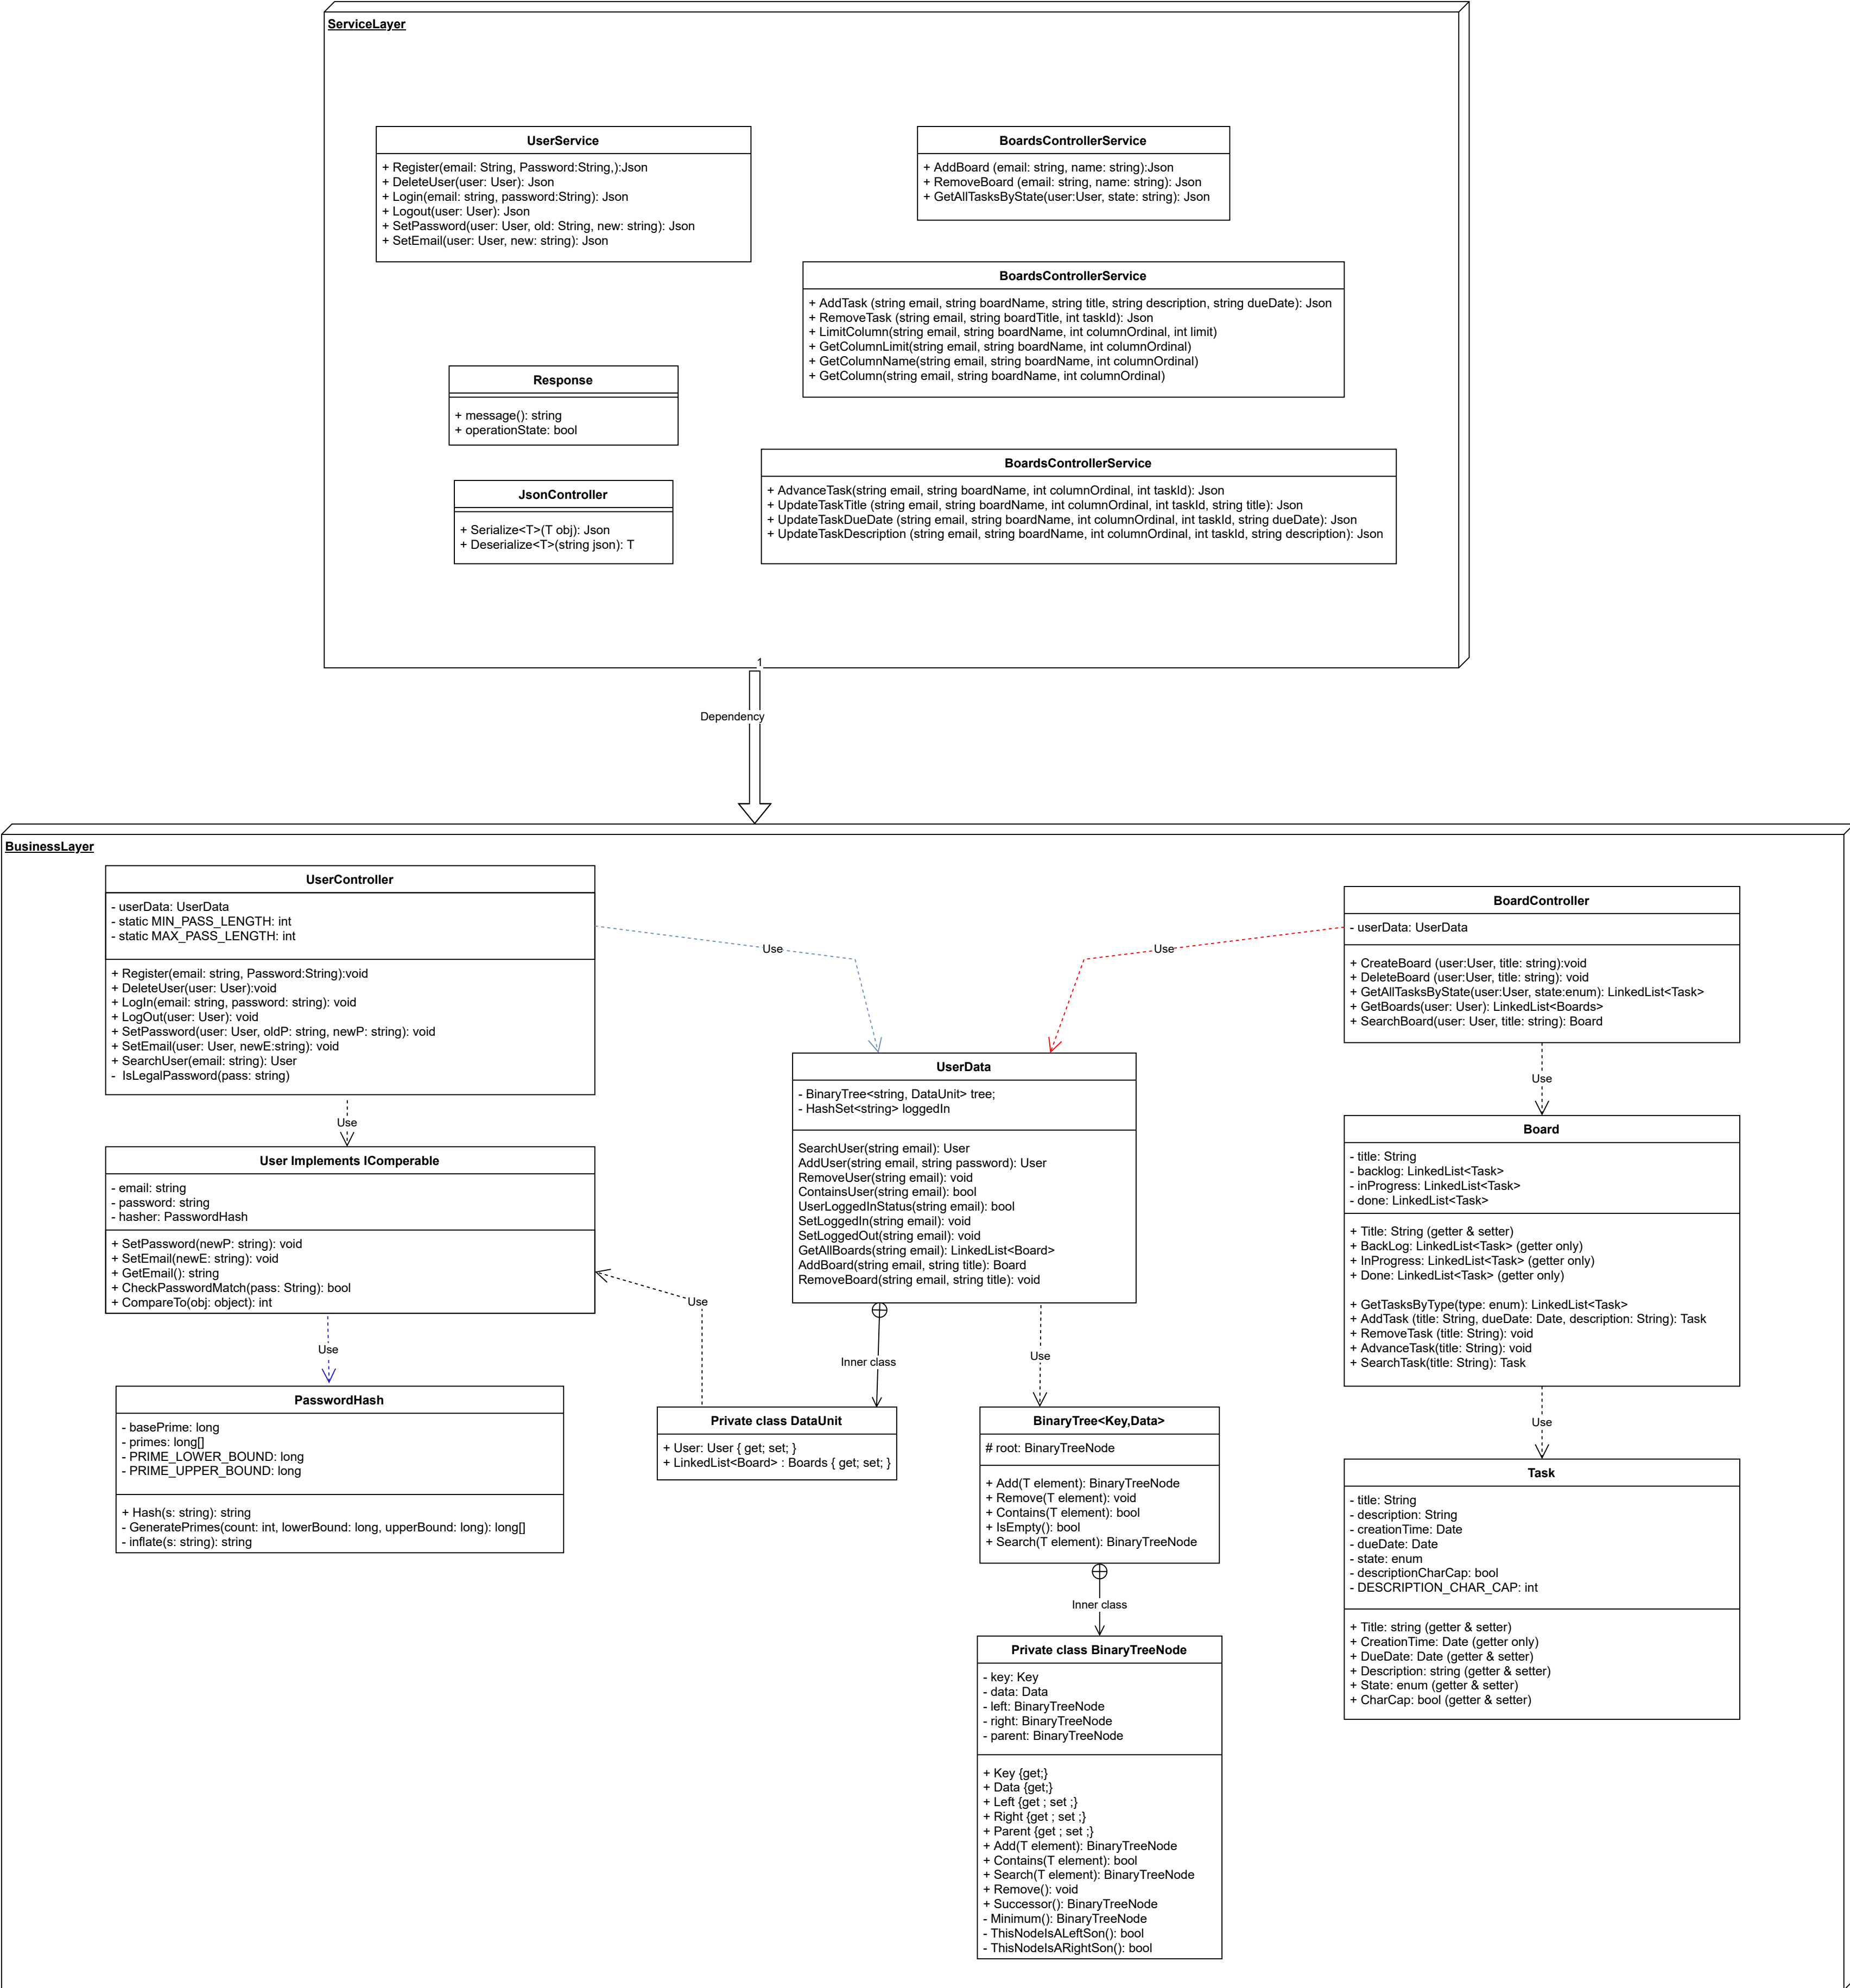 ServiceLayer
UserService
+ Register(email: String, Password:String,):Json
+ DeleteUser(user: User): Json
+ Login(email: string, password:String): Json
+ Logout(user: User): Json
+ SetPassword(user: User, old: String, new: string): Json
+ SetEmail(user: User, new: string): Json
BoardsControllerService
+ AddBoard (email: string, name: string):Json
+ RemoveBoard (email: string, name: string): Json
+ GetAllTasksByState(user:User, state: string): Json
BoardsControllerService
+ AddTask (string email, string boardName, string title, string description, string dueDate): Json
+ RemoveTask (string email, string boardTitle, int taskId): Json
+ LimitColumn(string email, string boardName, int columnOrdinal, int limit)
+ GetColumnLimit(string email, string boardName, int columnOrdinal)
+ GetColumnName(string email, string boardName, int columnOrdinal)
+ GetColumn(string email, string boardName, int columnOrdinal)
Response
+ message(): string
+ operationState: bool
JsonController
+ Serialize<T>(T obj): Json
+ Deserialize<T>(string json): T
BoardsControllerService
+ AdvanceTask(string email, string boardName, int columnOrdinal, int taskId): Json
+ UpdateTaskTitle (string email, string boardName, int columnOrdinal, int taskId, string title): Json
+ UpdateTaskDueDate (string email, string boardName, int columnOrdinal, int taskId, string dueDate): Json
+ UpdateTaskDescription (string email, string boardName, int columnOrdinal, int taskId, string description): Json
1
Dependency
BusinessLayer
UserController
- userData: UserData
- static MIN_PASS_LENGTH: int
- static MAX_PASS_LENGTH: int
+ Register(email: string, Password:String):void
+ DeleteUser(user: User):void
+ LogIn(email: string, password: string): void
+ LogOut(user: User): void
+ SetPassword(user: User, oldP: string, newP: string): void
+ SetEmail(user: User, newE:string): void
+ SearchUser(email: string): User
- IsLegalPassword(pass: string)
Use
Use
BoardController
- userData: UserData
+ CreateBoard (user:User, title: string):void
+ DeleteBoard (user:User, title: string): void
+ GetAllTasksByState(user:User, state:enum): LinkedList<Task>
+ GetBoards(user: User): LinkedList<Boards>
+ SearchBoard(user: User, title: string): Board
Use
Use
User Implements IComperable
- email: string
- password: string
- hasher: PasswordHash
+ SetPassword(newP: string): void
+ SetEmail(newE: string): void
+ GetEmail(): string
+ CheckPasswordMatch(pass: String): bool
+ CompareTo(obj: object): int
UserData
- BinaryTree<string, DataUnit> tree;
- HashSet<string> loggedIn
SearchUser(string email): User
AddUser(string email, string password): User
RemoveUser(string email): void
ContainsUser(string email): bool
UserLoggedInStatus(string email): bool
SetLoggedIn(string email): void
SetLoggedOut(string email): void
GetAllBoards(string email): LinkedList<Board>
AddBoard(string email, string title): Board
RemoveBoard(string email, string title): void
Board
- title: String
- backlog: LinkedList<Task>
- inProgress: LinkedList<Task>
- done: LinkedList<Task>
+ Title: String (getter & setter)
+ BackLog: LinkedList<Task> (getter only)
+ InProgress: LinkedList<Task> (getter only)
+ Done: LinkedList<Task> (getter only)
+ GetTasksByType(type: enum): LinkedList<Task>
+ AddTask (title: String, dueDate: Date, description: String): Task
+ RemoveTask (title: String): void
+ AdvanceTask(title: String): void
+ SearchTask(title: String): Task
Use
Use
Inner class
Use
Use
PasswordHash
- basePrime: long
- primes: long[]
- PRIME_LOWER_BOUND: long
- PRIME_UPPER_BOUND: long
+ Hash(s: string): string
- GeneratePrimes(count: int, lowerBound: long, upperBound: long): long[]
- inflate(s: string): string
Private class DataUnit
+ User: User { get; set; }
+ LinkedList<Board> : Boards { get; set; }
BinaryTree<Key,Data>
# root: BinaryTreeNode
+ Add(T element): BinaryTreeNode
+ Remove(T element): void
+ Contains(T element): bool
+ IsEmpty(): bool
+ Search(T element): BinaryTreeNode
Inner class
Private class BinaryTreeNode
- key: Key
- data: Data
- left: BinaryTreeNode
- right: BinaryTreeNode
- parent: BinaryTreeNode
+ Key {get;}
+ Data {get;}
+ Left {get ; set ;}
+ Right {get ; set ;}
+ Parent {get ; set ;}
+ Add(T element): BinaryTreeNode
+ Contains(T element): bool
+ Search(T element): BinaryTreeNode
+ Remove(): void
+ Successor(): BinaryTreeNode
- Minimum(): BinaryTreeNode
- ThisNodeIsALeftSon(): bool
- ThisNodeIsARightSon(): bool
Task
- title: String
- description: String
- creationTime: Date
- dueDate: Date
- state: enum
- descriptionCharCap: bool
- DESCRIPTION_CHAR_CAP: int
+ Title: string (getter & setter)
+ CreationTime: Date (getter only)
+ DueDate: Date (getter & setter)
+ Description: string (getter & setter)
+ State: enum (getter & setter)
+ CharCap: bool (getter & setter)